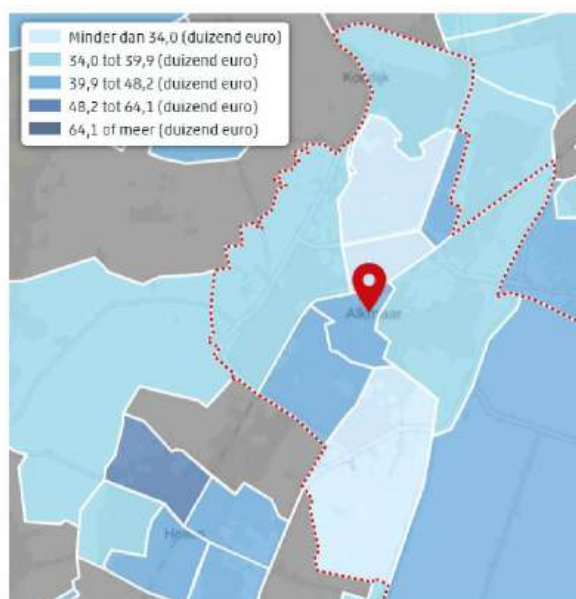 Minder dan 34,0 (duizend euro)
34,0 tot 39,9 (duizend euro)
39,9 tot 48,2 (duizend euro)
48,2 tot 64,1 (duizend euro)
64,1 of meer (duizend euro)